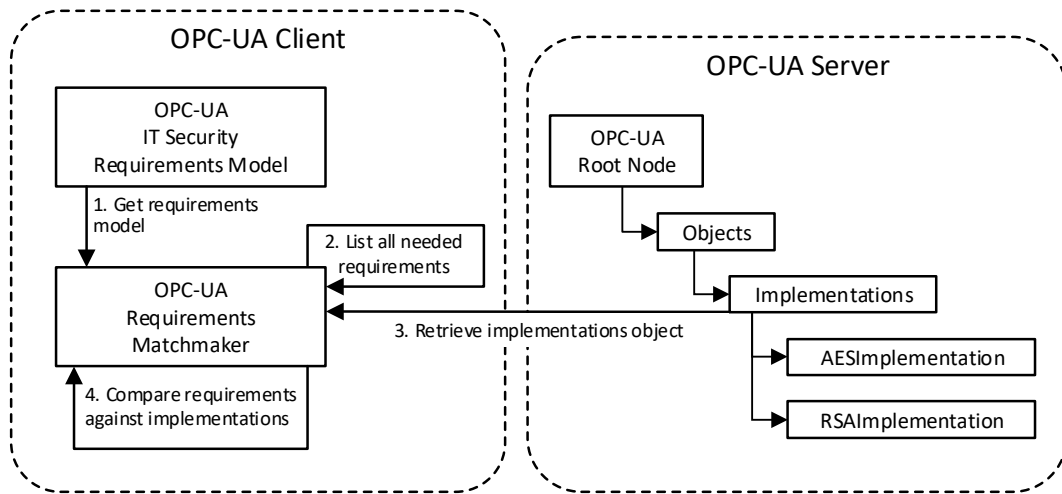 OPC-UA Client
OPC-UA
IT Security
Requirements Model
1. Get requirements
model
2. List all needed
requirements
OPC-UA
Requirements
Matchmaker
4. Compare requirements
against implementations
3. Retrieve implementations object
OPC-UA Server
OPC-UA
Root Node
Objects
Implementations
AESImplementation
RSAImplementation